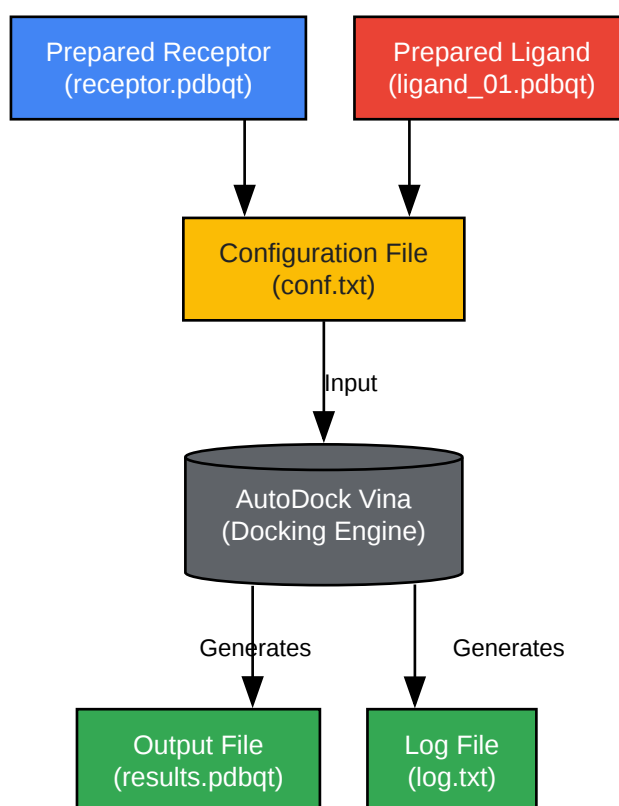 Prepared Receptor
(receptor.pdbqt)
Prepared Ligand
(ligand_01.pdbqt)
Configuration File
(conf.txt)
Input
AutoDock Vina
(Docking Engine)
Generates
Generates
Output File
(results.pdbqt)
Log File
(log.txt)